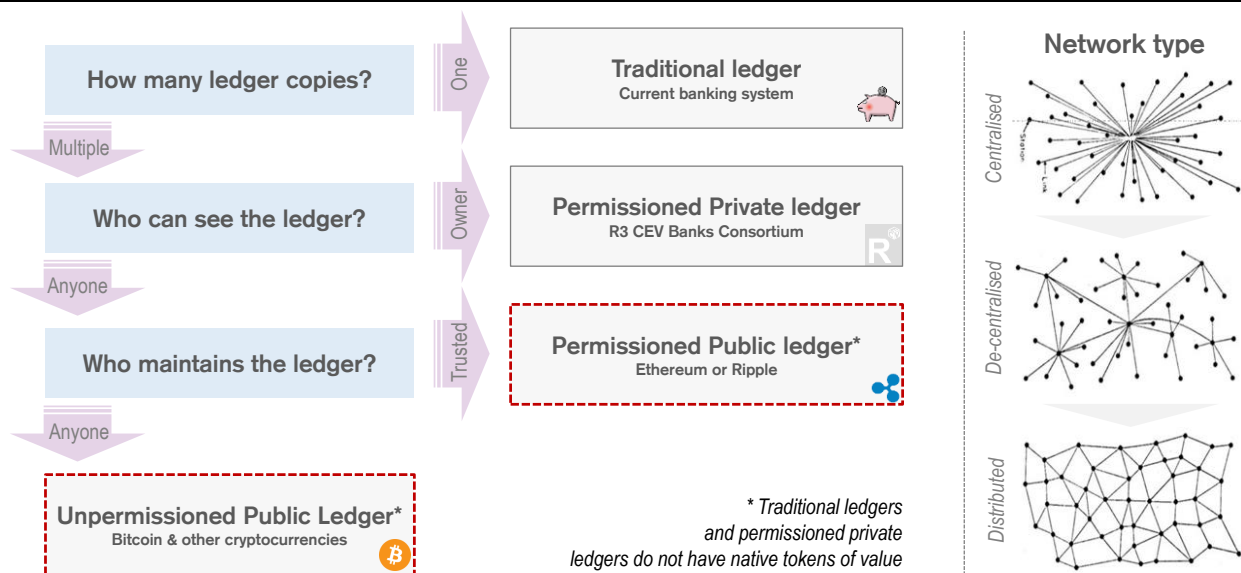 How many ledger copies?
One
Traditional ledger
Current banking system
Multiple
Who can see the ledger?
Owner
Permissioned Private ledger
R3 CEV Banks Consortium
R
Anyone
Who maintains the ledger?
Trusted
Permissioned Public ledger*
Ethereum or Ripple
Anyone
Unpermissioned Public Ledger*
Bitcoin & other cryptocurrencies
* Traditional ledgers
and permissioned private
ledgers do not have native tokens of value
Network type
Centralised
Station
Link
De-centralised
Distributed